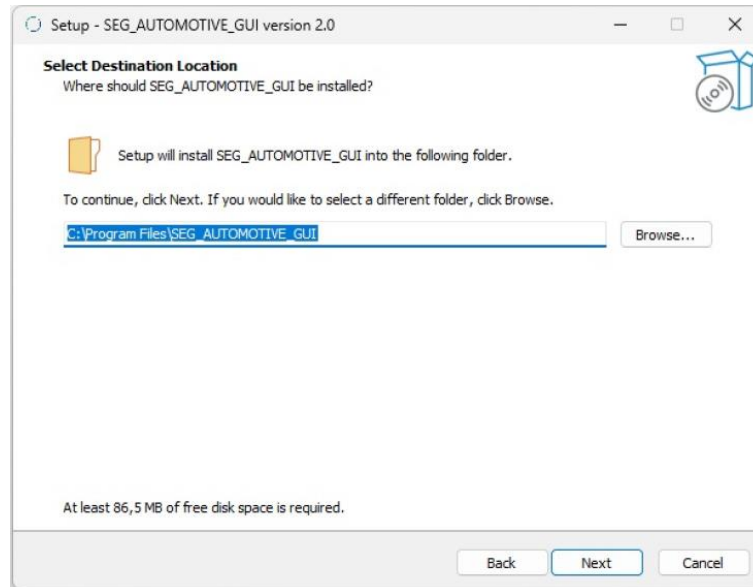 Setup - SEG_AUTOMOTIVE_GUI version 2.0
Select Destination Location
Where should SEG_AUTOMOTIVE_GUI be installed?
Setup will install SEG_AUTOMOTIVE_GUI into the following folder.
To continue, click Next. If you would like to select a different folder, click Browse.
C:\Program Files\SEG_AUTOMOTIVE_GUI
Browse...
At least 86,5 MB of free disk space is required.
Back Next Cancel